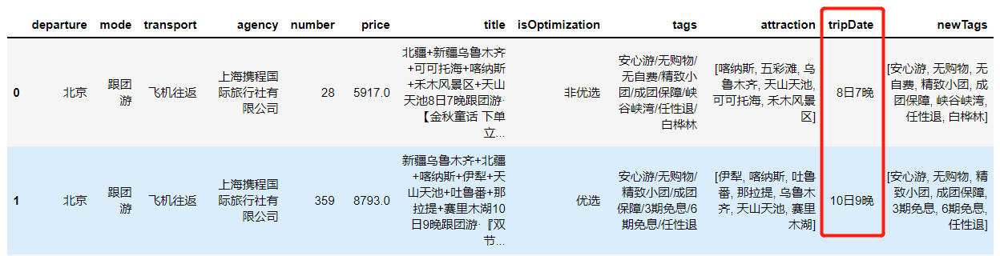 departure mode transport agency number price title isOptimization tags attraction tripDate newTags
0 北京 跟团游 飞机往返 上海携程国际旅行社有限公司 28 5917.0 北疆+新疆乌鲁木齐+可可托海+喀纳斯+禾木风景区+天山天池8日7晚跟团游·【金秋童话 下单立... 非优选 安心游/无购物/无自费/精致小团/成团保障/峡谷峡湾/任性退/白桦林 [喀纳斯, 五彩滩, 乌鲁木齐, 天山天池, 可可托海, 禾木风景区] 8日7晚 [安心游, 无购物, 无自费, 精致小团, 成团保障, 峡谷峡湾, 任性退, 白桦林]
1 北京 跟团游 飞机往返 上海携程国际旅行社有限公司 359 8793.0 新疆乌鲁木齐+北疆+喀纳斯+伊犁+天山天池+吐鲁番+那拉提+赛里木湖10日9晚跟团游·『双节... 优选 安心游/无购物/精致小团/成团保障/3期免息/6期免息/任性退 [伊犁, 喀纳斯, 吐鲁番, 那拉提, 乌鲁木齐, 天山天池, 赛里木湖] 10日9晚 [安心游, 无购物, 精致小团, 成团保障, 3期免息, 6期免息, 任性退]